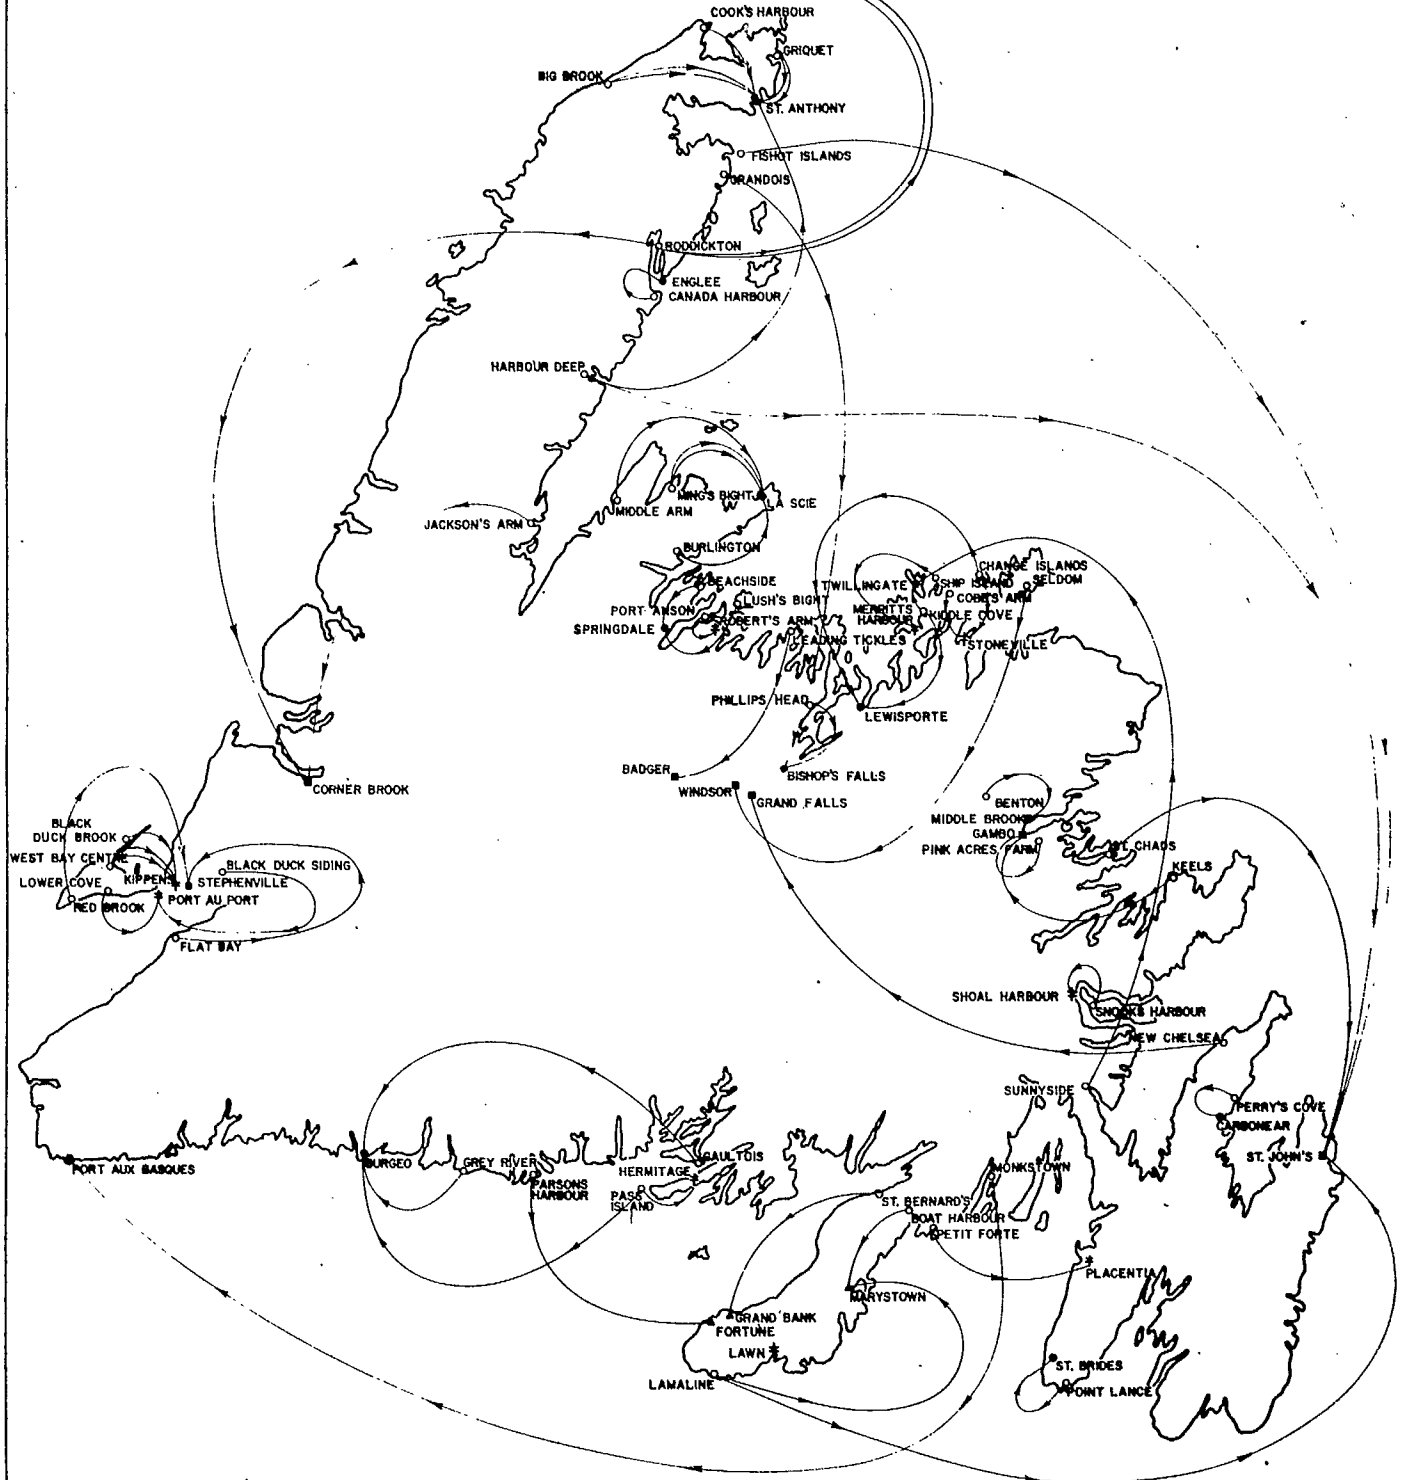 COOK'S HARBOUR
GRIQUET
BIG BROOK
ST. ANTHONY
FISHOT ISLANDS
GRANDOIS
RODDICKTON
ENGLEE
CANADA HARBOUR
HARBOUR DEEP
MING'S BIGHT
LA SCIE
MIDDLE ARM
JACKSON'S ARM
BURLINGTON
CHANGE ISLANDS
SELDOM
BEACHSIDE
TWILLINGATE
SHIP ISLAND
LUSH'S BIGHT
COBB'S ARM
PORT ANSON
MERRITTS
HARBOUR
KIDDLE COVE
ROBERT'S ARM
SPRINGDALE
LEADING TICKLES
STONEVILLE
PHILLIPS HEAD
LEWISPORTE
BADGER
BISHOP'S FALLS
WINDSOR
GRAND FALLS
CORNER BROOK
BENTON
MIDDLE BROOK
GAMBO
PINK ACRES FARM
ST. CHADS
KEELS
BLACK
DUCK BROOK
WEST BAY CENTRE
BLACK DUCK SIDING
KIPPENS
LOWER COVE
STEPHENVILLE
PORT AU PORT
RED BROOK
FLAT BAY
SHOAL HARBOUR
SNOOKS HARBOUR
NEW CHELSEA
SUNNYSIDE
PERRY'S COVE
CARBONEAR
ST. JOHN'S
PORT AUX BASQUES
BURGEO
GREY RIVER
PARSONS
HARBOUR
GAULTOIS
HERMITAGE
PASS
ISLAND
MONKSTOWN
ST. BERNARD'S
BOAT HARBOUR
PETIT FORTE
PLACENTIA
MARYSTOWN
GRAND BANK
FORTUNE
LAWN
LAMALINE
ST. BRIDES
POINT LANCE